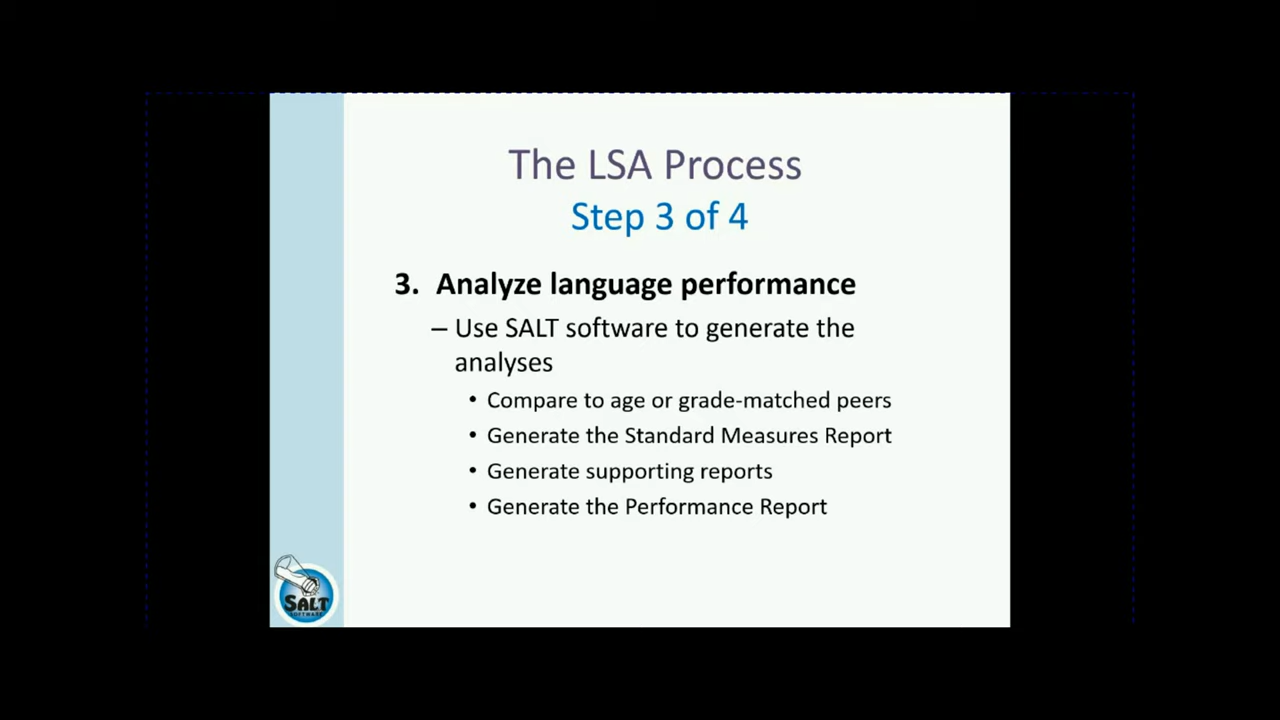 The LSA Process
Step 3 of 4
3. Analyze language performance
– Use SALT software to generate the
analyses
• Compare to age or grade-matched peers
• Generate the Standard Measures Report
• Generate supporting reports
• Generate the Performance Report
SALT
SOFTWARE